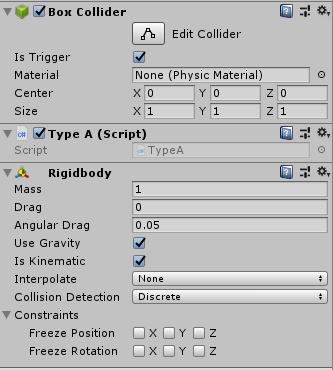 Box Collider
Edit Collider
Is Trigger
Material None (Physic Material)
Center X 0 Y 0 Z 0
Size X 1 Y 1 Z 1
Type A (Script)
Script TypeA
Rigidbody
Mass 1
Drag 0
Angular Drag 0.05
Use Gravity
Is Kinematic
Interpolate None
Collision Detection Discrete
Constraints
Freeze Position X Y Z
Freeze Rotation X Y Z